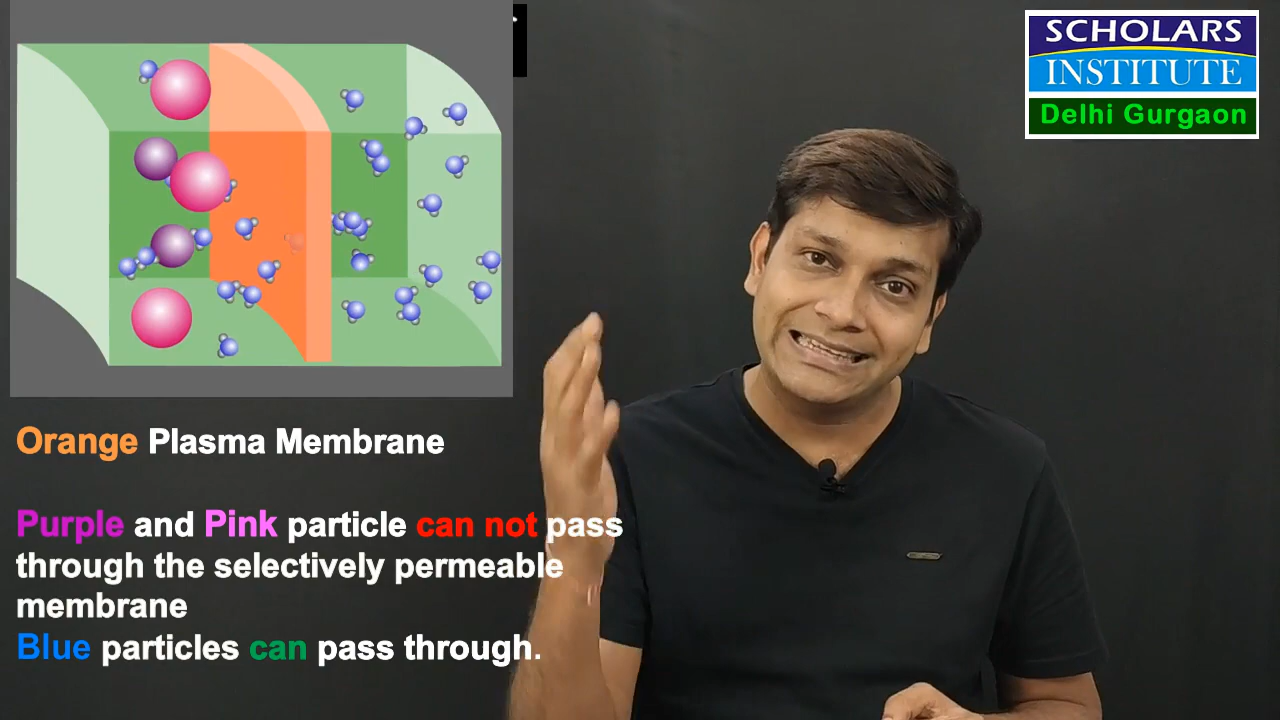 SCHOLARS
INSTITUTE
Delhi Gurgaon
Orange Plasma Membrane
Purple and Pink particle can not pass
through the selectively permeable
membrane
Blue particles can pass through.